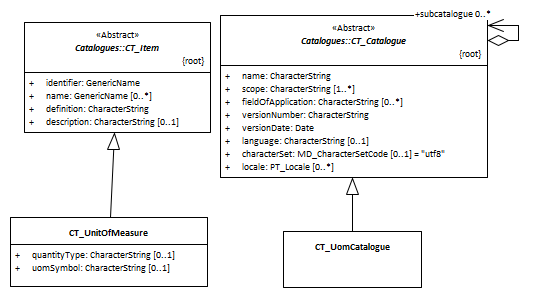 «Abstract»
Catalogues::CT_Item
{root}
+ identifier: GenericName
+ name: GenericName [0..*]
+ definition: CharacterString
+ description: CharacterString [0..1]
+subcatalogue 0..*
«Abstract»
Catalogues::CT_Catalogue
{root}
+ name: CharacterString
+ scope: CharacterString [1..*]
+ fieldOfApplication: CharacterString [0..*]
+ versionNumber: CharacterString
+ versionDate: Date
+ language: CharacterString [0..1]
+ characterSet: MD_CharacterSetCode [0..1] = "utf8"
+ locale: PT_Locale [0..*]
CT_UnitOfMeasure
+ quantityType: CharacterString [0..1]
+ uomSymbol: CharacterString [0..1]
CT_UomCatalogue